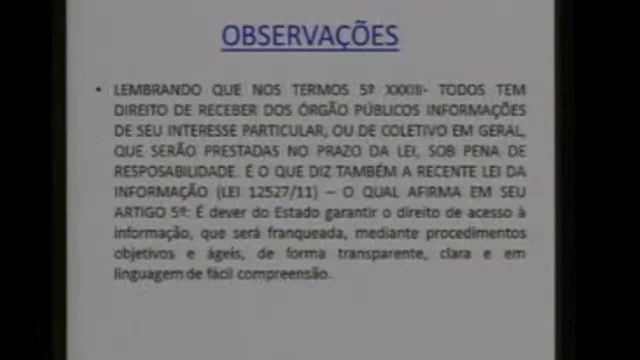 OBSERVAÇÕES
• LEMBRANDO QUE NOS TERMOS 5º XXXIII- TODOS TEM
DIREITO DE RECEBER DOS ÓRGÃO PÚBLICOS INFORMAÇÕES
DE SEU INTERESSE PARTICULAR, OU DE COLETIVO EM GERAL,
QUE SERÃO PRESTADAS NO PRAZO DA LEI, SOB PENA DE
RESPOSABILIDADE. É O QUE DIZ TAMBÉM A RECENTE LEI DA
INFORMAÇÃO (LEI 12527/11) – O QUAL AFIRMA EM SEU
ARTIGO 5º: É dever do Estado garantir o direito de acesso à
informação, que será franqueada, mediante procedimentos
objetivos e ágeis, de forma transparente, clara e em
linguagem de fácil compreensão.